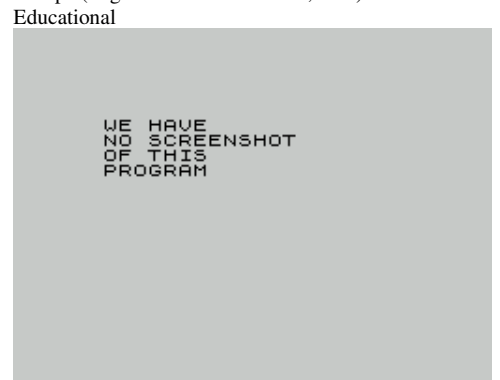 Educational
WE HAVE
NO SCREENSHOT
OF THIS
PROGRAM